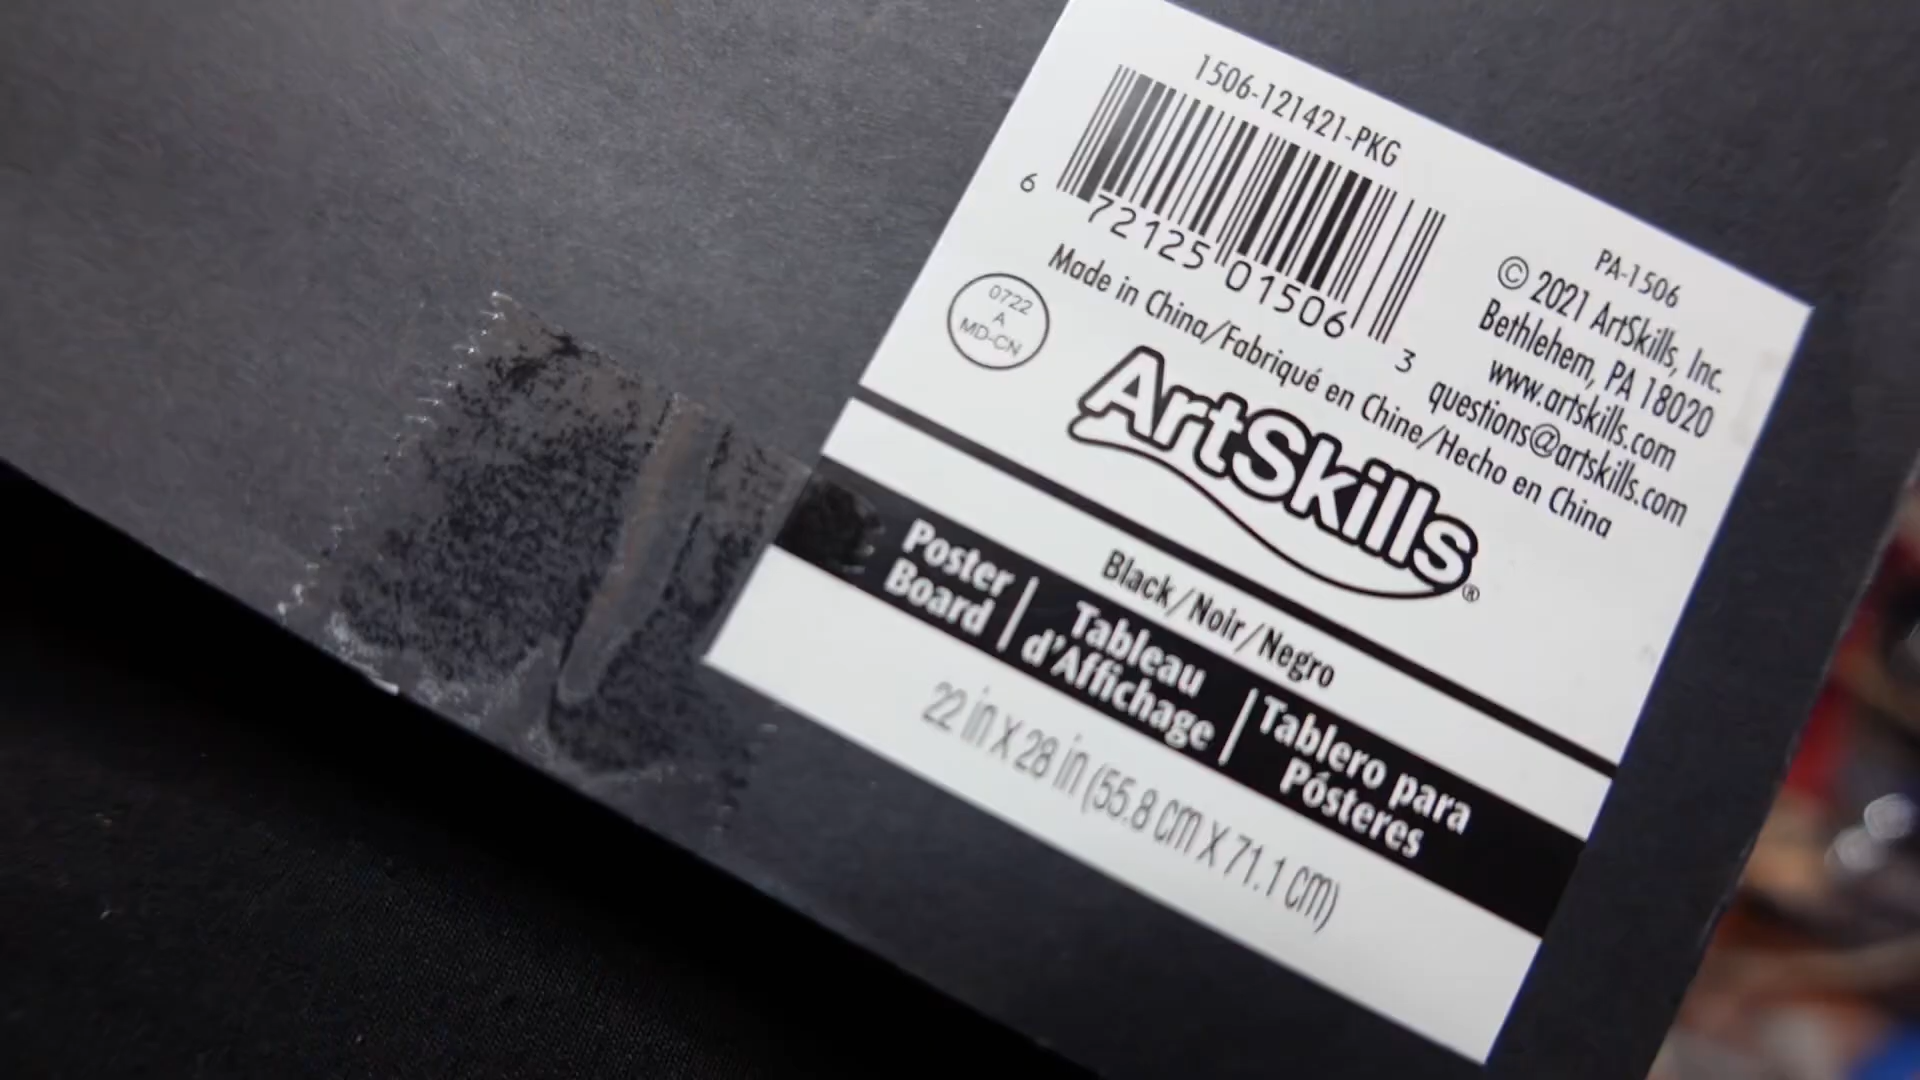 1506-121421-PKG
6 72125 01506 3
PA-1506
© 2021 ArtSkills, Inc.
Bethlehem, PA 18020
www.artskills.com
questions@artskills.com
Made in China/Fabriqué en Chine/Hecho en China
0722
A
MD-CN
ArtSkills®
Black/Noir/Negro
Poster Board | Tableau d'Affichage | Tablero para Pósteres
22 in X 28 in (55.8 cm X 71.1 cm)